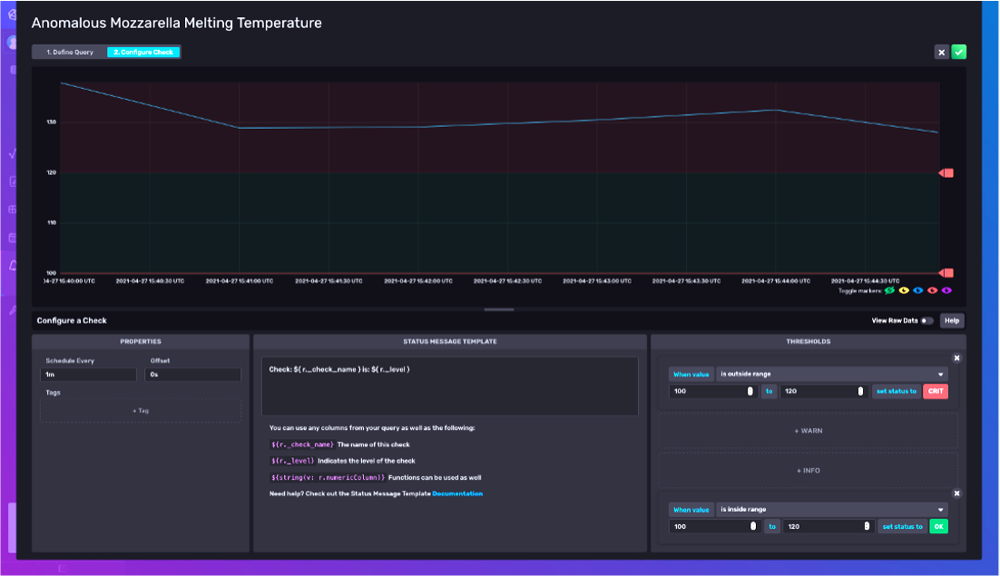 Anomalous Mozzarella Melting Temperature
1. Define Query 2. Configure Check
130
120
110
100
04-27 15:40:00 UTC 2021-04-27 15:40:30 UTC 2021-04-27 15:41:00 UTC 2021-04-27 15:41:30 UTC 2021-04-27 15:42:00 UTC 2021-04-27 15:42:30 UTC 2021-04-27 15:43:00 UTC 2021-04-27 15:43:30 UTC 2021-04-27 15:44:00 UTC 2021-04-27 15:44:30 UTC
Toggle markers:
Configure a Check
View Raw Data Help
PROPERTIES
Schedule Every Offset
1m 0s
Tags
+ Tag
STATUS MESSAGE TEMPLATE
Check: ${ r._check_name } is: ${ r._level }
You can use any columns from your query as well as the following:
${r._check_name} The name of this check
${r._level} Indicates the level of the check
${string(v: r.numericColumn)} Functions can be used as well
Need help? Check out the Status Message Template Documentation
THRESHOLDS
When value is outside range
100 to 120 set status to CRIT
+ WARN
+ INFO
When value is inside range
100 to 120 set status to OK